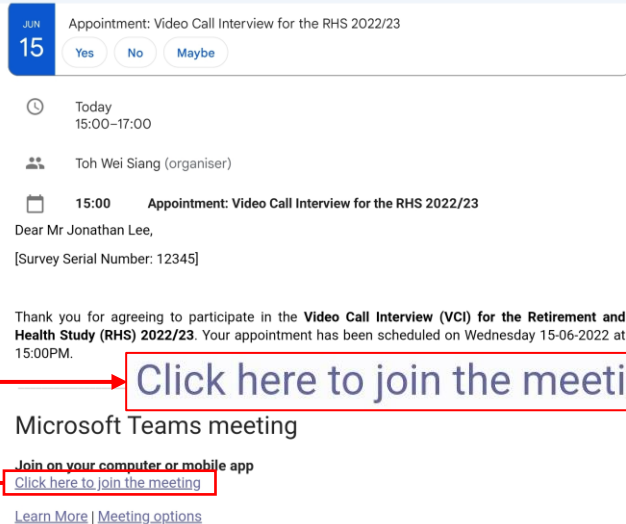 JUN
15
Appointment: Video Call Interview for the RHS 2022/23
Yes No Maybe
Today
15:00–17:00
Toh Wei Siang (organiser)
15:00 Appointment: Video Call Interview for the RHS 2022/23
Dear Mr Jonathan Lee,
[Survey Serial Number: 12345]
Thank you for agreeing to participate in the Video Call Interview (VCI) for the Retirement and
Health Study (RHS) 2022/23. Your appointment has been scheduled on Wednesday 15-06-2022 at
15:00PM.
Click here to join the meeti
Microsoft Teams meeting
Join on your computer or mobile app
Click here to join the meeting
Learn More | Meeting options